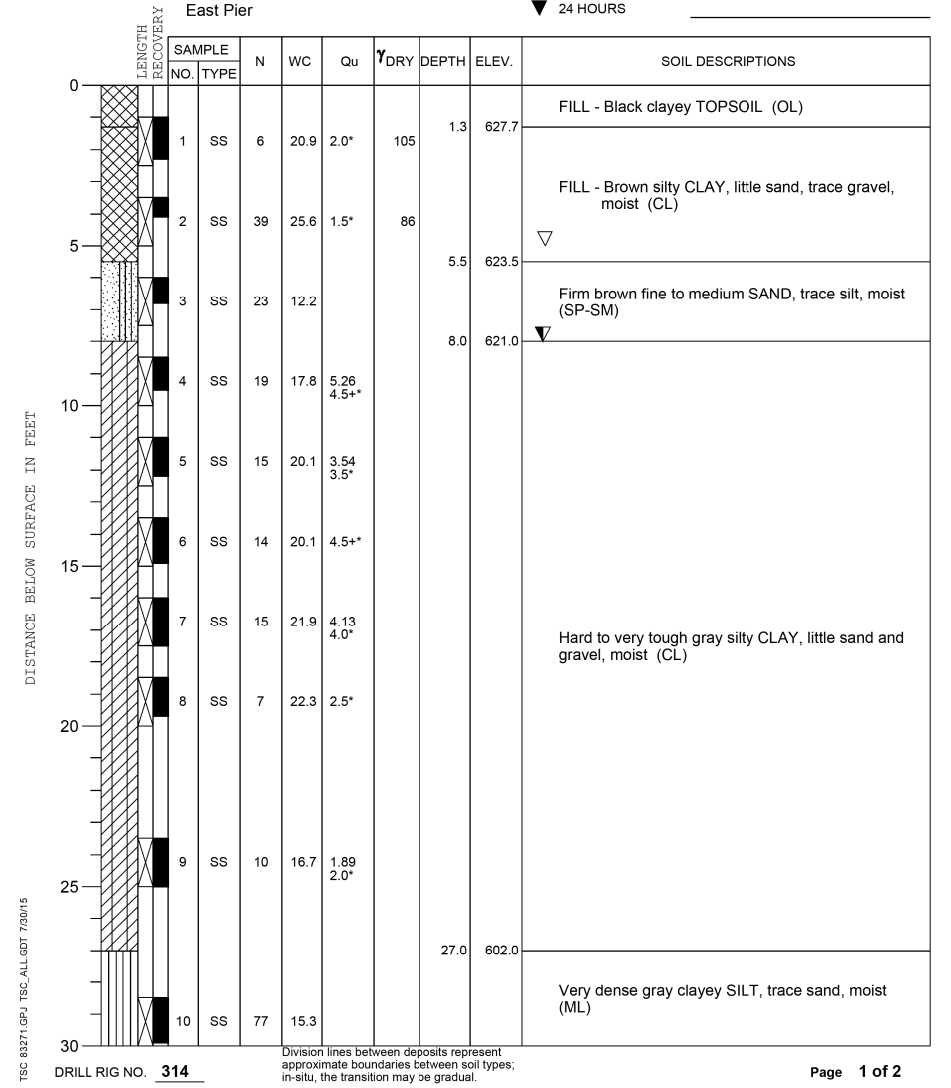 East Pier
▼ 24 HOURS
LENGTH
RECOVERY
SAMPLE
NO. TYPE N WC Qu γDRY DEPTH ELEV. SOIL DESCRIPTIONS
0
FILL - Black clayey TOPSOIL (OL)
1.3 627.7
1 SS 6 20.9 2.0* 105
FILL - Brown silty CLAY, little sand, trace gravel,
moist (CL)
2 SS 39 25.6 1.5* 86
5
5.5 623.5
Firm brown fine to medium SAND, trace silt, moist
(SP-SM)
3 SS 23 12.2
8.0 621.0
4 SS 19 17.8 5.26
4.5+*
10
5 SS 15 20.1 3.54
3.5*
6 SS 14 20.1 4.5+*
15
7 SS 15 21.9 4.13
4.0*
Hard to very tough gray silty CLAY, little sand and
gravel, moist (CL)
8 SS 7 22.3 2.5*
20
9 SS 10 16.7 1.89
2.0*
25
27.0 602.0
Very dense gray clayey SILT, trace sand, moist
(ML)
10 SS 77 15.3
30
DISTANCE BELOW SURFACE IN FEET
TSC 83271.GPJ TSC_ALL.GDT 7/30/15
DRILL RIG NO. 314
Division lines between deposits represent
approximate boundaries between soil types;
in-situ, the transition may be gradual.
Page 1 of 2